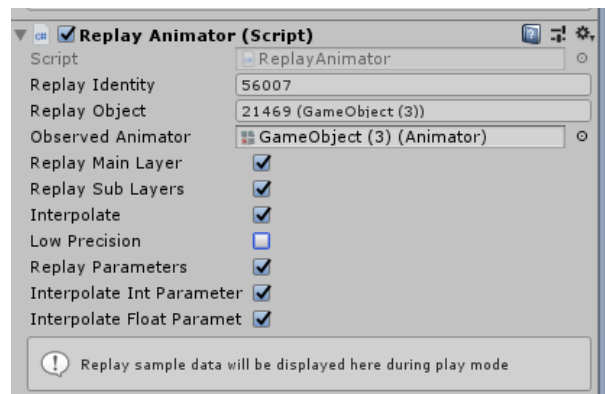 Replay Animator (Script)
Script ReplayAnimator
Replay Identity 56007
Replay Object 21469 (GameObject (3))
Observed Animator GameObject (3) (Animator)
Replay Main Layer
Replay Sub Layers
Interpolate
Low Precision
Replay Parameters
Interpolate Int Parameter
Interpolate Float Paramet
Replay sample data will be displayed here during play mode